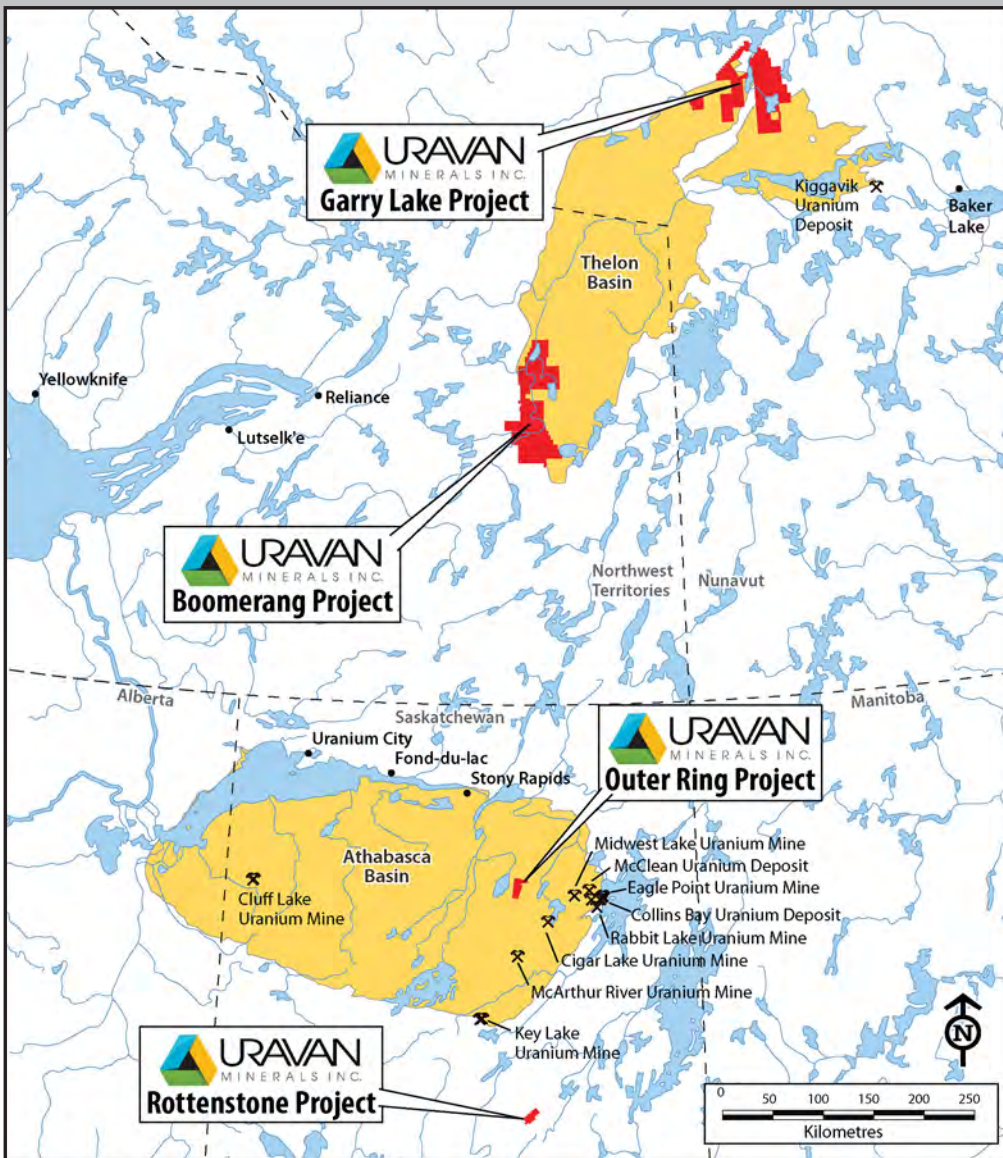 URAVAN
MINERALS INC.
Garry Lake Project
Kiggavik
Uranium
Deposit
Baker
Lake
Thelon
Basin
Yellowknife
Reliance
Lutselk'e
URAVAN
MINERALS INC.
Boomerang Project
Northwest
Territories
Nunavut
Alberta
Saskatchewan
Manitoba
URAVAN
MINERALS INC.
Outer Ring Project
Uranium City
Fond-du-lac
Stony Rapids
Midwest Lake Uranium Mine
McClean Uranium Deposit
Eagle Point Uranium Mine
Collins Bay Uranium Deposit
Rabbit Lake Uranium Mine
Athabasca
Basin
Cluff Lake
Uranium Mine
Cigar Lake Uranium Mine
McArthur River Uranium Mine
Key Lake
Uranium Mine
URAVAN
MINERALS INC.
Rottenstone Project
N
0 50 100 150 200 250
Kilometres